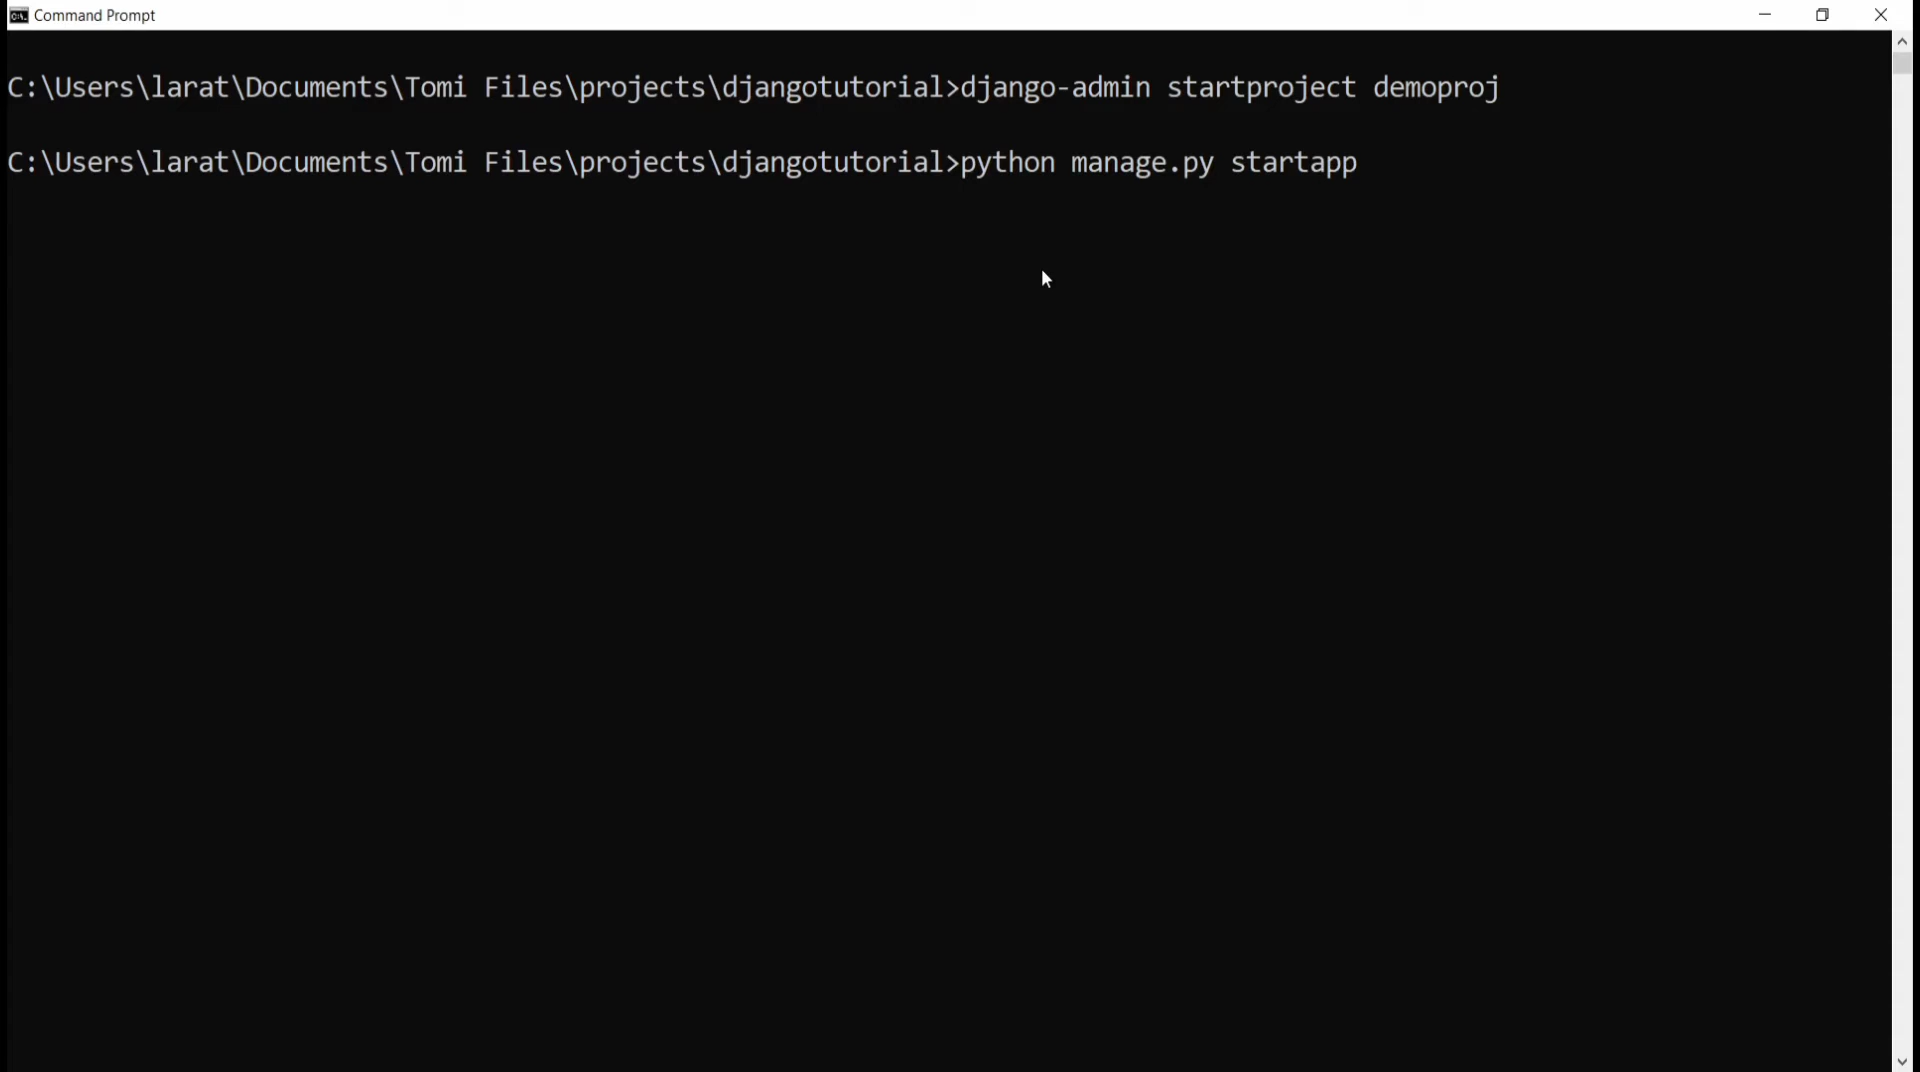 Command Prompt
C:\Users\larat\Documents\Tomi Files\projects\djangotutorial>django-admin startproject demoproj
C:\Users\larat\Documents\Tomi Files\projects\djangotutorial>python manage.py startapp